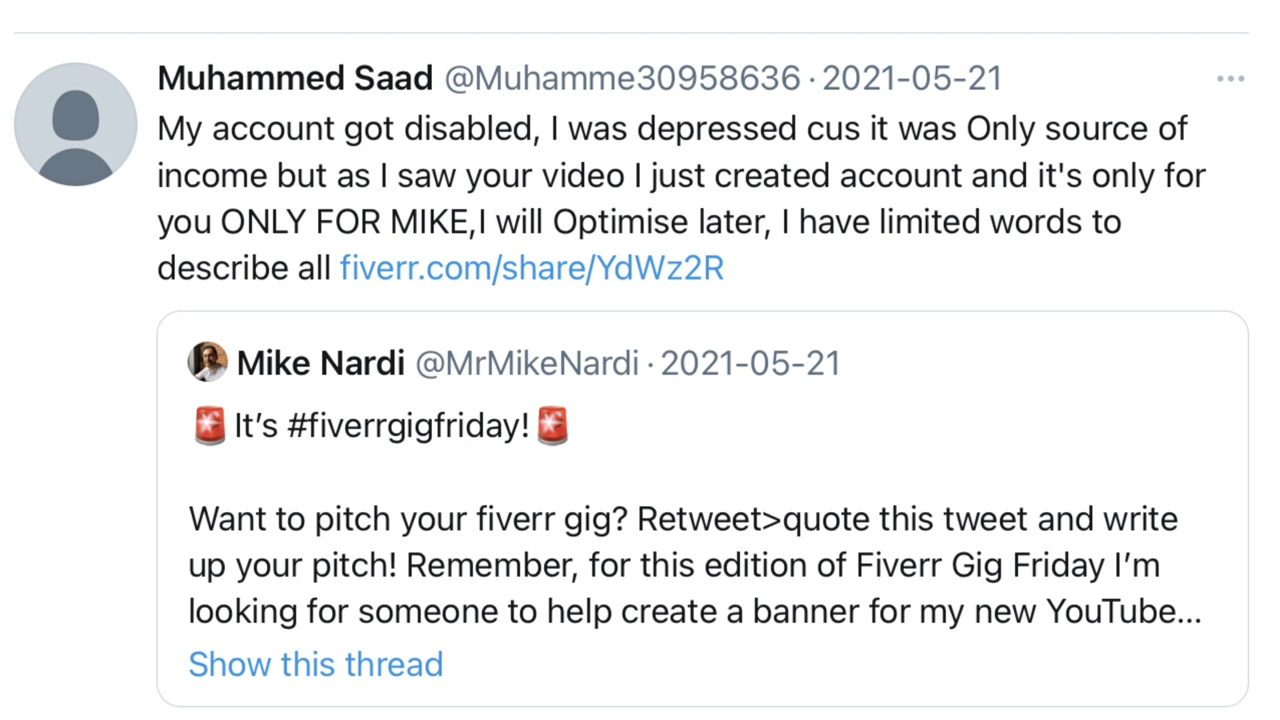 Muhammed Saad @Muhamme30958636 · 2021-05-21
My account got disabled, I was depressed cus it was Only source of
income but as I saw your video I just created account and it's only for
you ONLY FOR MIKE,I will Optimise later, I have limited words to
describe all fiverr.com/share/YdWz2R
Mike Nardi @MrMikeNardi · 2021-05-21
🚨 It’s #fiverrgigfriday! 🚨
Want to pitch your fiverr gig? Retweet>quote this tweet and write
up your pitch! Remember, for this edition of Fiverr Gig Friday I’m
looking for someone to help create a banner for my new YouTube...
Show this thread